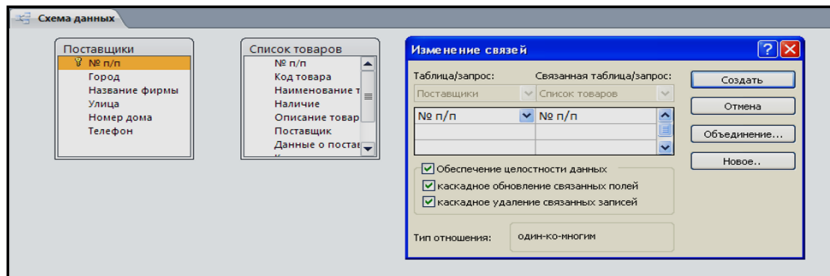 Схема данных
Поставщики
№ п/п
Город
Название фирмы
Улица
Номер дома
Телефон
Список товаров
№ п/п
Код товара
Наименование т
Наличие
Описание товар
Поставщик
Данные о постав
Изменение связей
Таблица/запрос: Связанная таблица/запрос:
Поставщики Список товаров
№ п/п № п/п
Обеспечение целостности данных
каскадное обновление связанных полей
каскадное удаление связанных записей
Тип отношения: один-ко-многим
Создать
Отмена
Объединение...
Новое..